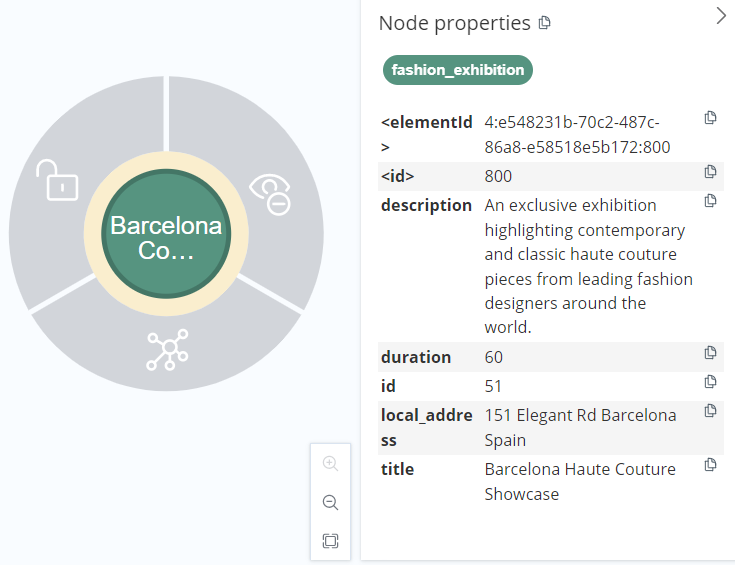 Barcelona
Co…
Node properties
fashion_exhibition
<elementId
>
4:e548231b-70c2-487c-
86a8-e58518e5b172:800
<id>
800
description
An exclusive exhibition
highlighting contemporary
and classic haute couture
pieces from leading fashion
designers around the
world.
duration
60
id
51
local_addre
ss
151 Elegant Rd Barcelona
Spain
title
Barcelona Haute Couture
Showcase